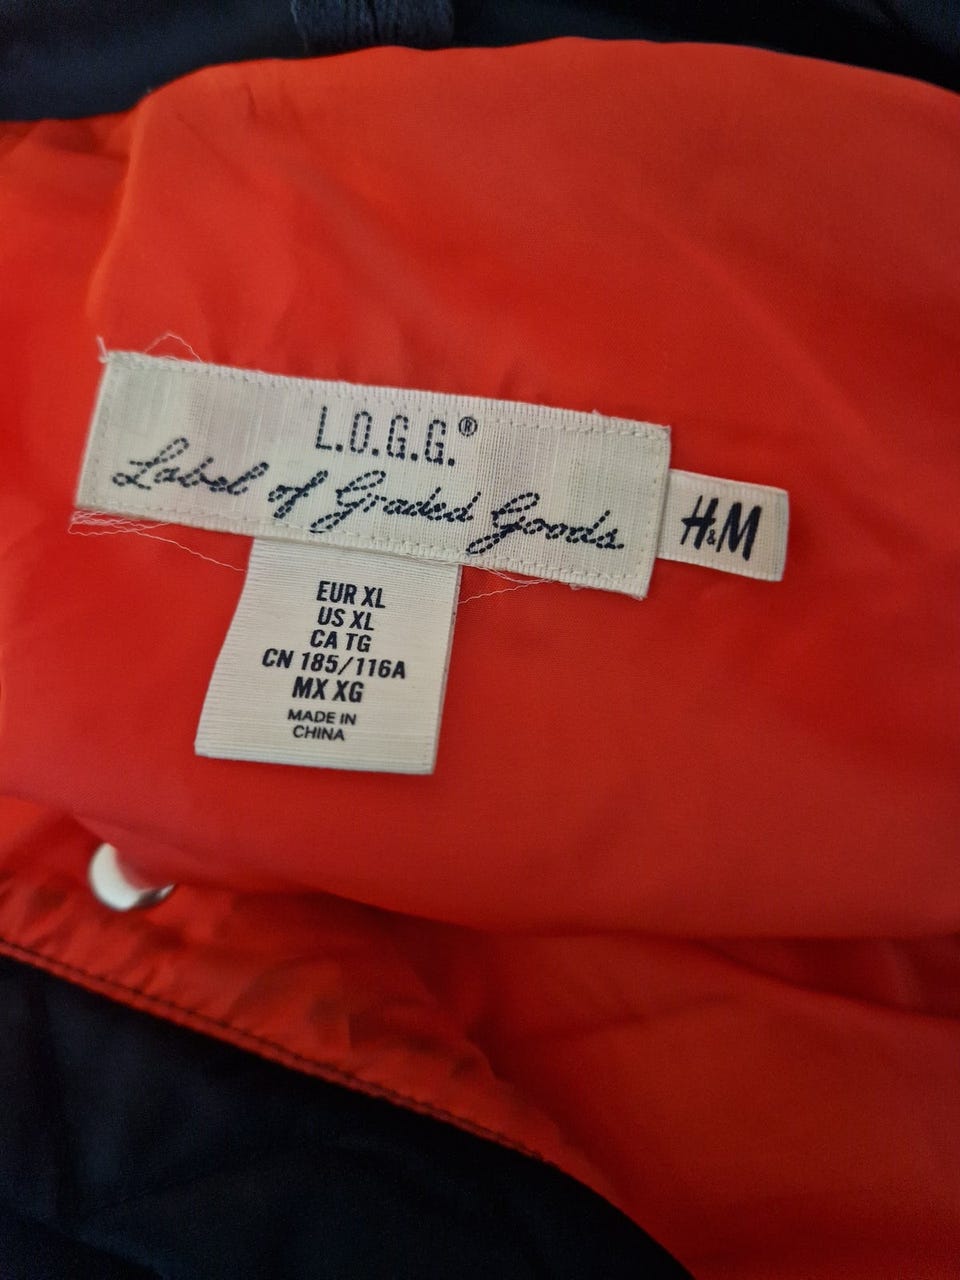 L.O.G.G.®
Label of Graded Goods
H&M
EUR XL
US XL
CA TG
CN 185/116A
MX XG
MADE IN
CHINA